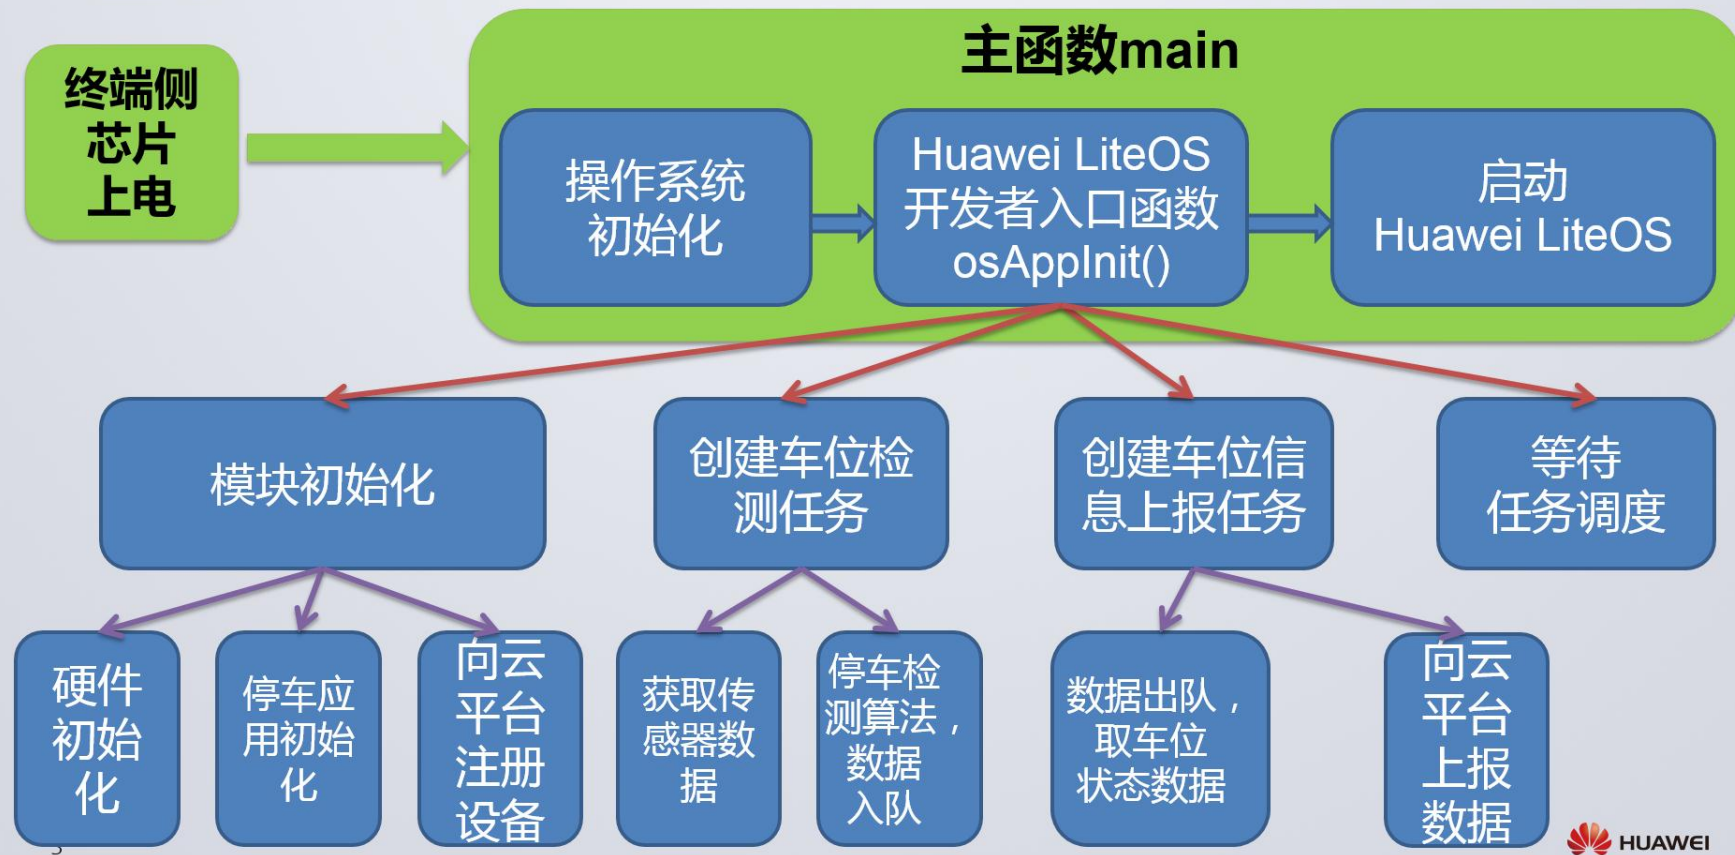 主函数main
终端侧
芯片
上电
操作系统
初始化
Huawei LiteOS
开发者入口函数
osAppInit()
启动
Huawei LiteOS
模块初始化
创建车位检
测任务
创建车位信
息上报任务
等待
任务调度
硬件
初始
化
停车应
用初始
化
向云
平台
注册
设备
获取传
感器数
据
停车检
测算法，
数据
入队
数据出队，
取车位
状态数据
向云
平台
上报
数据
HUAWEI